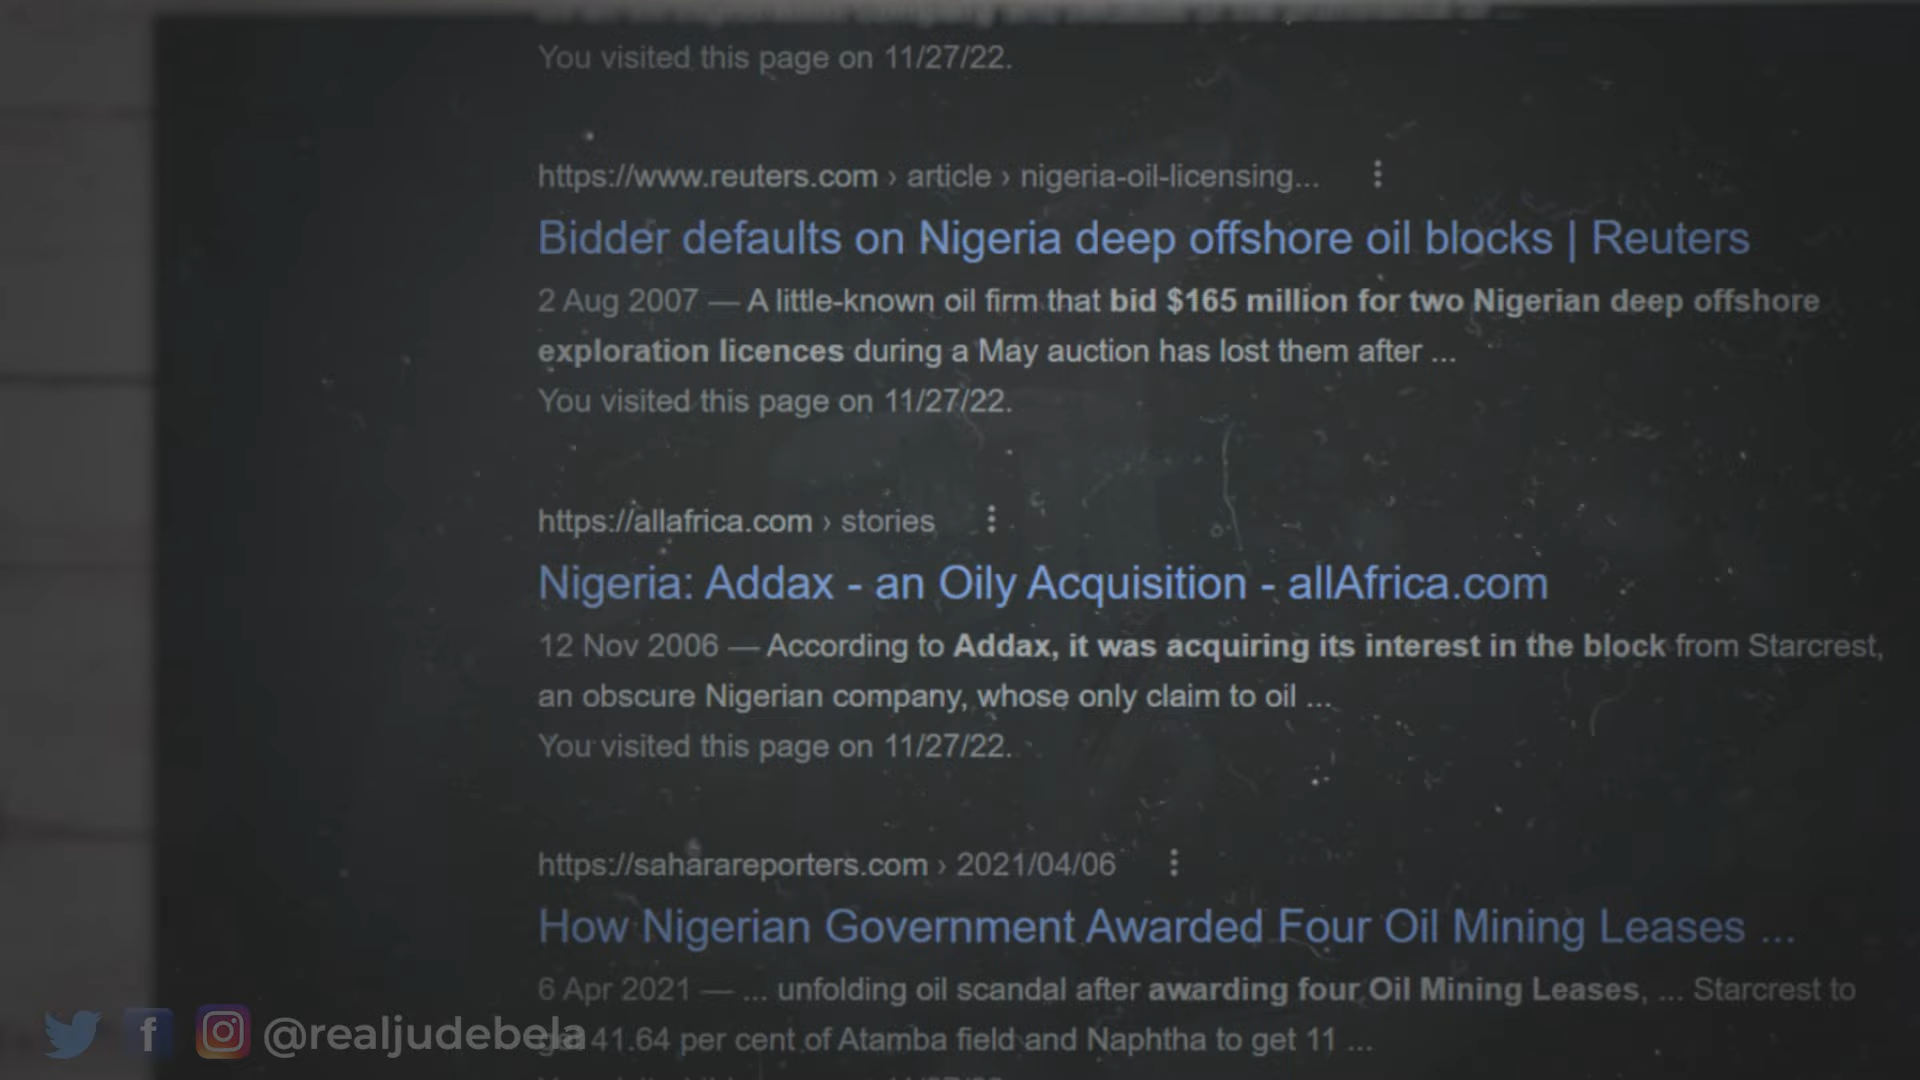 You visited this page on 11/27/22.
https://www.reuters.com › article › nigeria-oil-licensing...
Bidder defaults on Nigeria deep offshore oil blocks | Reuters
2 Aug 2007 — A little-known oil firm that bid $165 million for two Nigerian deep offshore
exploration licences during a May auction has lost them after ...
You visited this page on 11/27/22.
https://allafrica.com › stories
Nigeria: Addax - an Oily Acquisition - allAfrica.com
12 Nov 2006 — According to Addax, it was acquiring its interest in the block from Starcrest,
an obscure Nigerian company, whose only claim to oil ...
You visited this page on 11/27/22.
https://saharareporters.com › 2021/04/06
How Nigerian Government Awarded Four Oil Mining Leases ...
6 Apr 2021 — ... unfolding oil scandal after awarding four Oil Mining Leases, ... Starcrest to
41.64 per cent of Atamba field and Naphtha to get 11 ...
@realjudebela